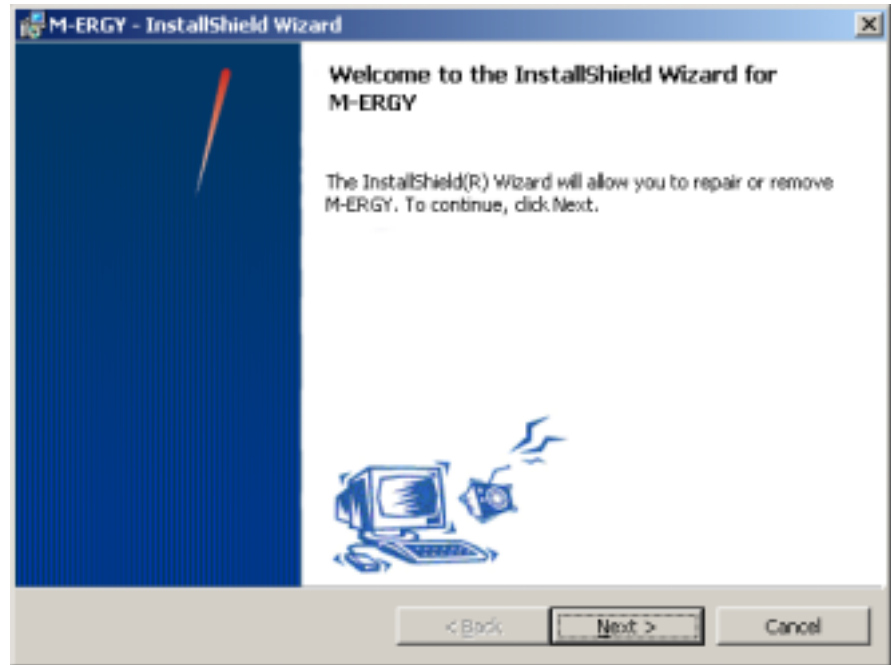 M-ERGY - InstallShield Wizard
Welcome to the InstallShield Wizard for
M-ERGY
The InstallShield(R) Wizard will allow you to repair or remove
M-ERGY. To continue, click Next.
< Back
Next >
Cancel